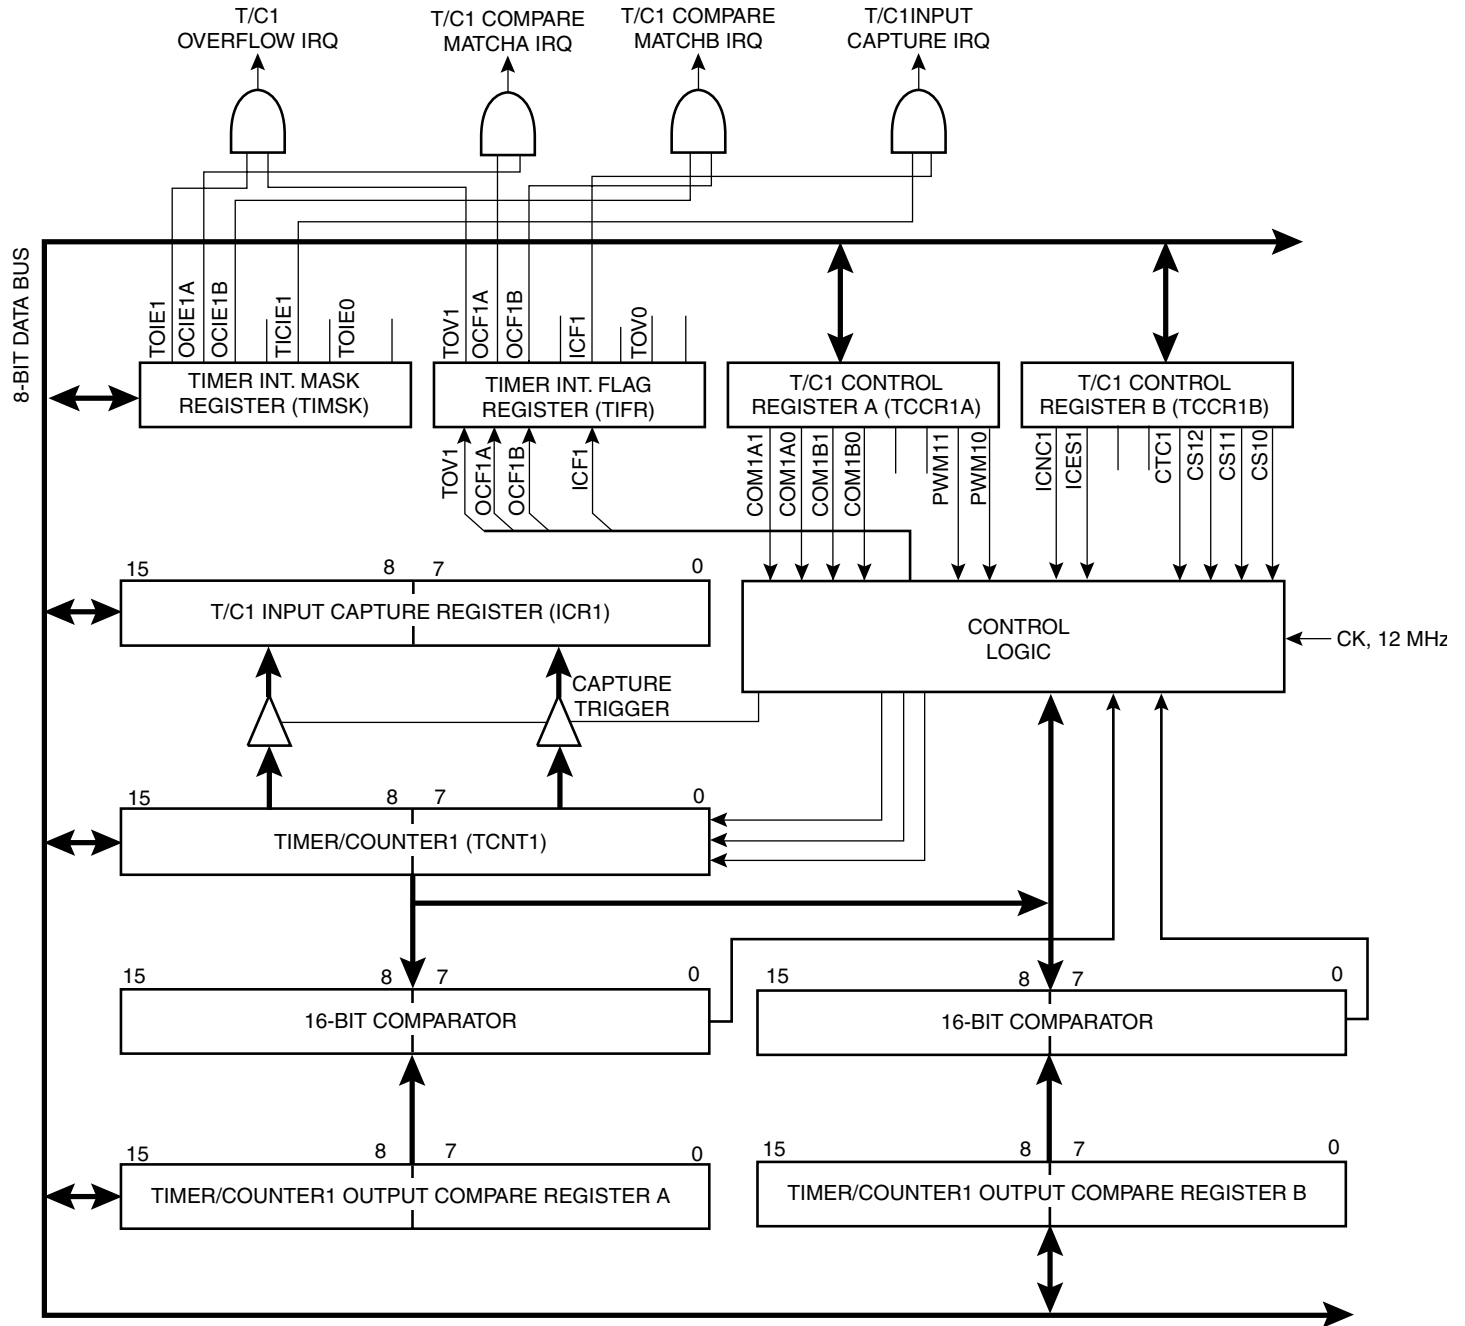 T/C1
OVERFLOW IRQ
T/C1 COMPARE
MATCHA IRQ
T/C1 COMPARE
MATCHB IRQ
T/C1INPUT
CAPTURE IRQ
8-BIT DATA BUS
TOIE1
OCIE1A
OCIE1B
TICIE1
TOIE0
TOV1
OCF1A
OCF1B
ICF1
TOV0
TIMER INT. MASK
REGISTER (TIMSK)
TIMER INT. FLAG
REGISTER (TIFR)
T/C1 CONTROL
REGISTER A (TCCR1A)
T/C1 CONTROL
REGISTER B (TCCR1B)
TOV1
OCF1A
OCF1B
ICF1
COM1A1
COM1A0
COM1B1
COM1B0
PWM11
PWM10
ICNC1
ICES1
CTC1
CS12
CS11
CS10
15 8 7 0
T/C1 INPUT CAPTURE REGISTER (ICR1)
CONTROL
LOGIC
CK, 12 MHz
CAPTURE
TRIGGER
15 8 7 0
TIMER/COUNTER1 (TCNT1)
15 8 7 0
16-BIT COMPARATOR
15 8 7 0
16-BIT COMPARATOR
15 8 7 0
TIMER/COUNTER1 OUTPUT COMPARE REGISTER A
15 8 7 0
TIMER/COUNTER1 OUTPUT COMPARE REGISTER B